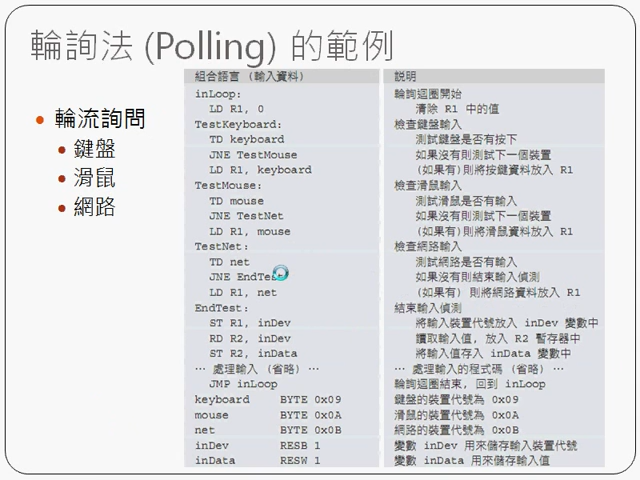 輪詢法 (Polling) 的範例
輪流詢問
鍵盤
滑鼠
網路
組合語言 (輸入資料) 說明
inLoop: 輪詢迴圈開始
LD R1, 0 清除 R1 中的值
TestKeyboard: 檢查鍵盤輸入
TD keyboard 測試鍵盤是否有按下
JNE TestMouse 如果沒有則測試下一個裝置
LD R1, keyboard (如果有)則將按鍵資料放入 R1
TestMouse: 檢查滑鼠輸入
TD mouse 測試滑鼠是否有輸入
JNE TestNet 如果沒有則測試下一個裝置
LD R1, mouse (如果有)則將滑鼠資料放入 R1
TestNet: 檢查網路輸入
TD net 測試網路是否有輸入
JNE EndTest 如果沒有則結束輸入偵測
LD R1, net (如果有) 則將網路資料放入 R1
EndTest: 結束輸入偵測
ST R1, inDev 將輸入裝置代號放入 inDev 變數中
RD R2, inDev 讀取輸入值, 放入 R2 暫存器中
ST R2, inData 將輸入值存入 inData 變數中
… 處理輸入 (省略) … … 處理輸入的程式碼 (省略) …
JMP inLoop 輪詢迴圈結束, 回到 inLoop
keyboard BYTE 0x09 鍵盤的裝置代號為 0x09
mouse BYTE 0x0A 滑鼠的裝置代號為 0x0A
net BYTE 0x0B 網路的裝置代號為 0x0B
inDev RESB 1 變數 inDev 用來儲存輸入裝置代號
inData RESW 1 變數 inData 用來儲存輸入值